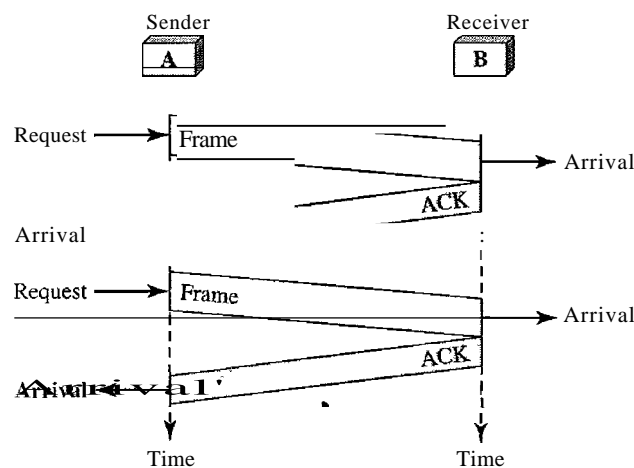 Sender Receiver
A B
Request Frame Arrival
ACK
Arrival
Request Frame Arrival
ACK
Arrival
Time Time